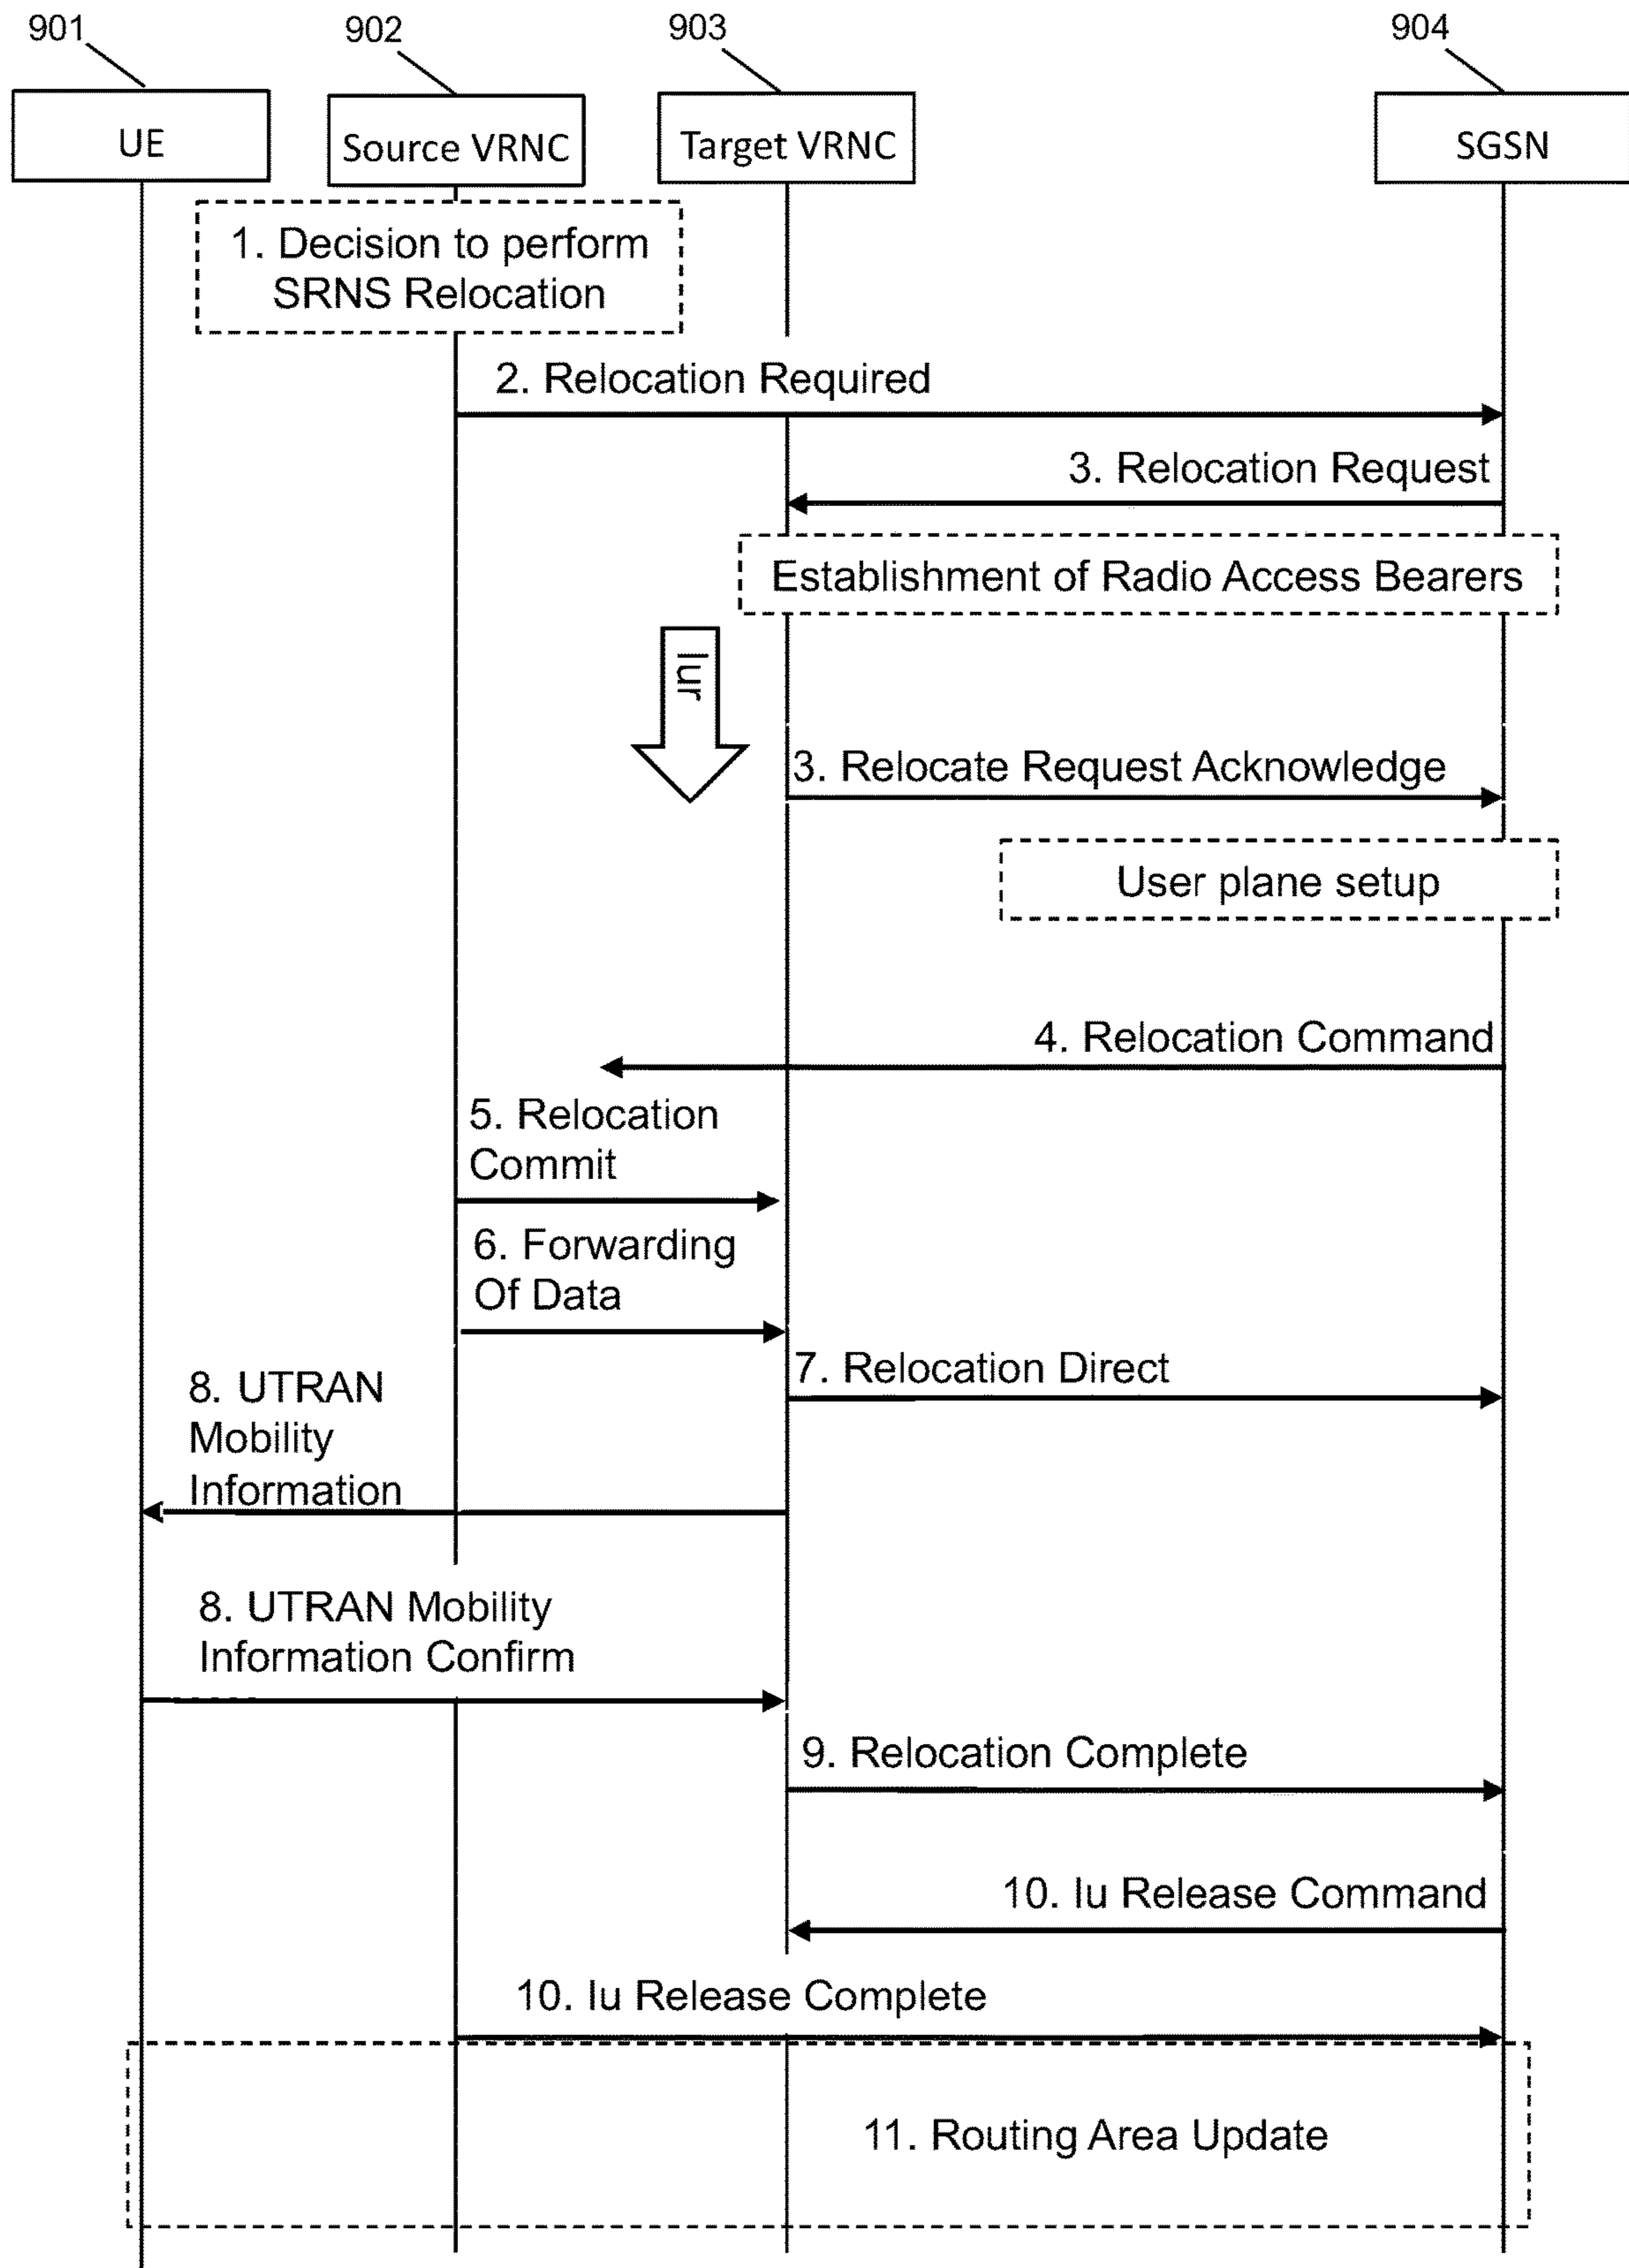 901
902
903
904
UE
Source VRNC
Target VRNC
SGSN
1. Decision to perform
SRNS Relocation
2. Relocation Required
3. Relocation Request
Establishment of Radio Access Bearers
Iur
3. Relocate Request Acknowledge
User plane setup
4. Relocation Command
5. Relocation
Commit
6. Forwarding
Of Data
7. Relocation Direct
8. UTRAN
Mobility
Information
8. UTRAN Mobility
Information Confirm
9. Relocation Complete
10. Iu Release Command
10. Iu Release Complete
11. Routing Area Update